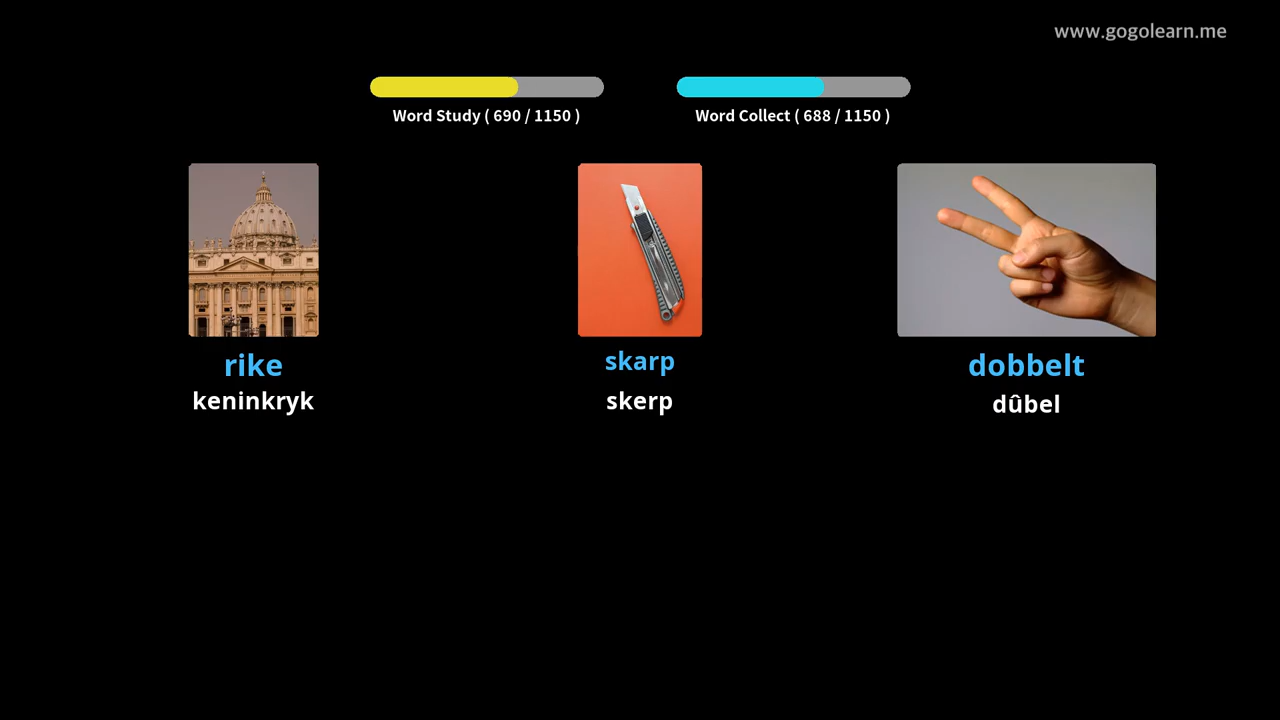 www.gogolearn.me
Word Study ( 690 / 1150 )
Word Collect ( 688 / 1150 )
rike
keninkryk
skarp
skerp
dobbelt
dûbel